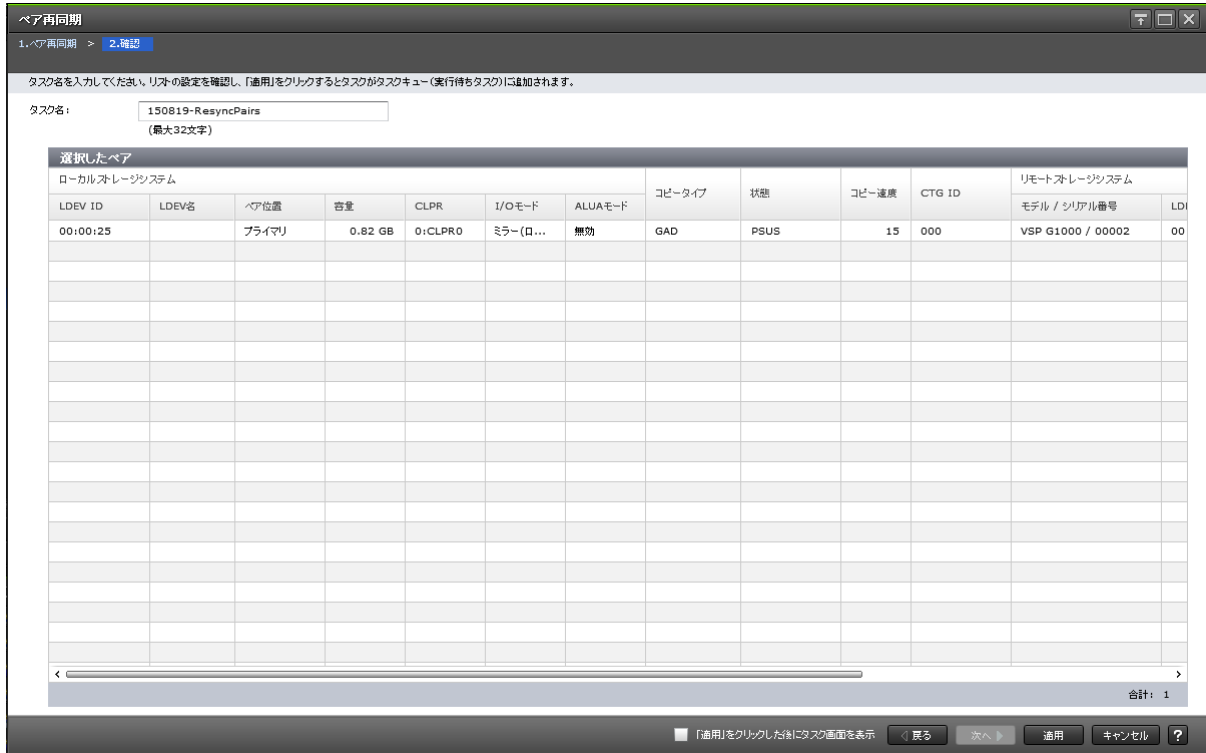 ペア再同期
1.ペア再同期 > 2.確認
タスク名を入力してください。リストの設定を確認し、「適用」をクリックするとタスクがタスクキュー(実行待ちタスク)に追加されます。
タスク名: 150819-ResyncPairs
(最大32文字)
選択したペア
ローカルストレージシステム コピータイプ 状態 コピー速度 CTG ID リモートストレージシステム
LDEV ID LDEV名 ペア位置 容量 CLPR I/Oモード ALUAモード モデル / シリアル番号 LDI
00:00:25 プライマリ 0.82 GB 0:CLPR0 ミラー(ロ... 無効 GAD PSUS 15 000 VSP G1000 / 00002 00
合計: 1
「適用」をクリックした後にタスク画面を表示 戻る 次へ 適用 キャンセル ?